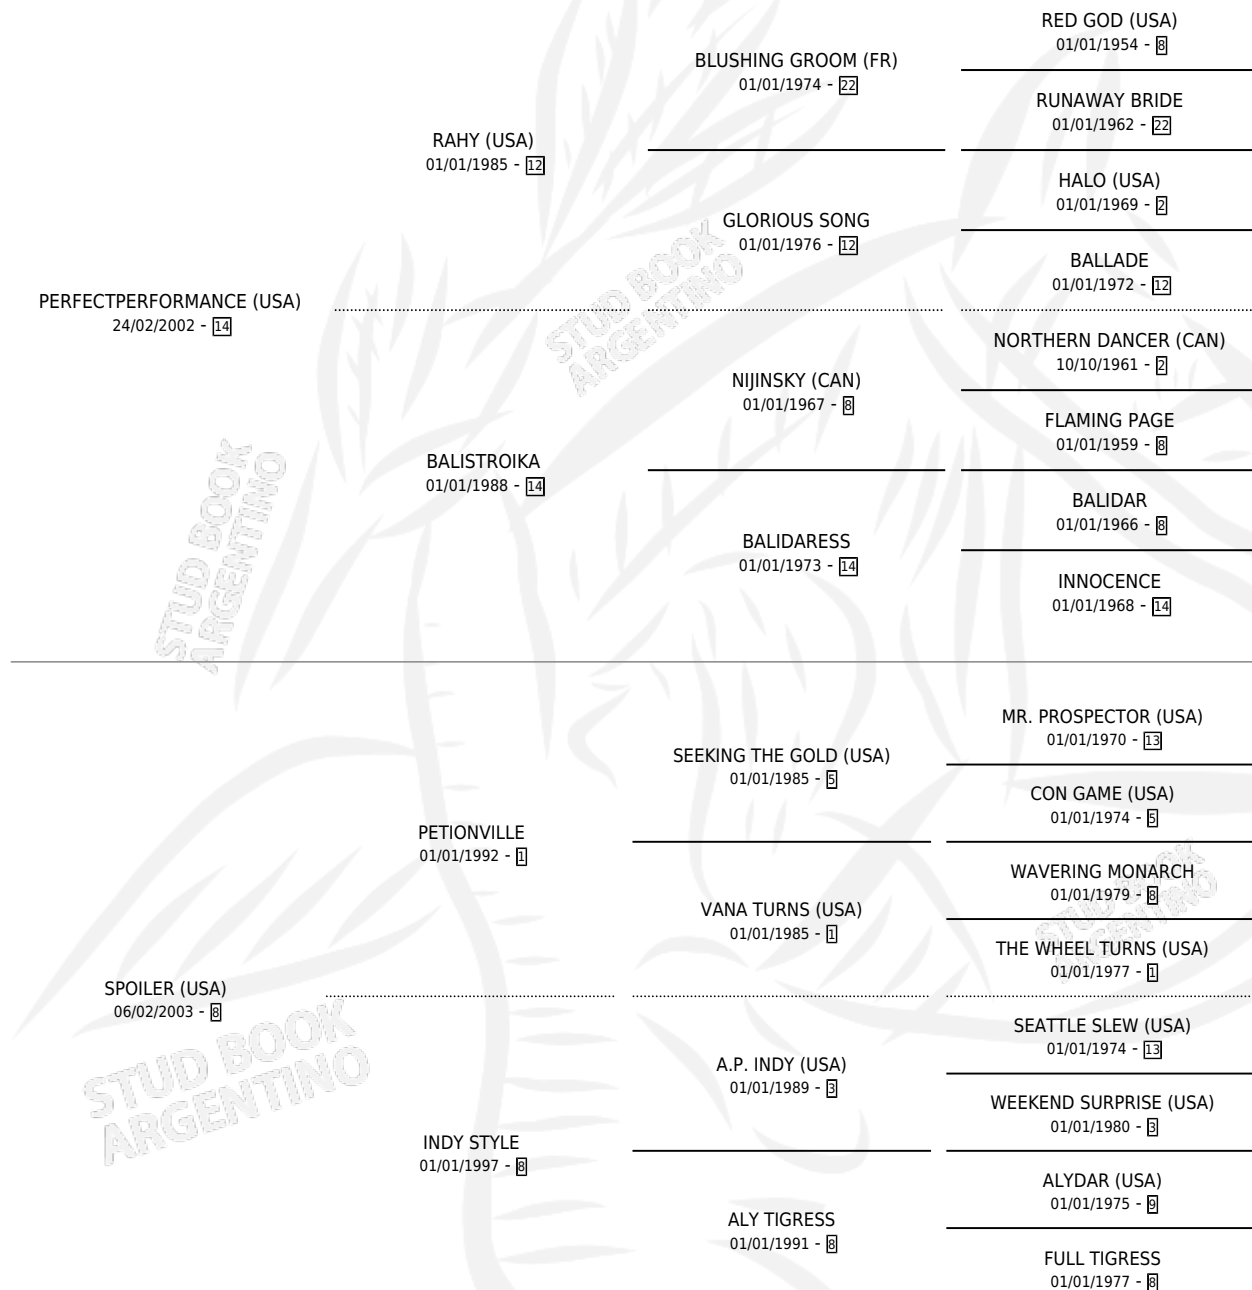 RED GOD (USA)
01/01/1954 - 8
BLUSHING GROOM (FR)
01/01/1974 - 22
RUNAWAY BRIDE
01/01/1962 - 22
RAHY (USA)
01/01/1985 - 12
HALO (USA)
01/01/1969 - 2
GLORIOUS SONG
01/01/1976 - 12
BALLADE
01/01/1972 - 12
PERFECTPERFORMANCE (USA)
24/02/2002 - 14
NORTHERN DANCER (CAN)
10/10/1961 - 2
NIJINSKY (CAN)
01/01/1967 - 8
FLAMING PAGE
01/01/1959 - 8
BALISTROIKA
01/01/1988 - 14
BALIDAR
01/01/1966 - 8
BALIDARESS
01/01/1973 - 14
INNOCENCE
01/01/1968 - 14
MR. PROSPECTOR (USA)
01/01/1970 - 13
SEEKING THE GOLD (USA)
01/01/1985 - 5
CON GAME (USA)
01/01/1974 - 5
PETIONVILLE
01/01/1992 - 1
WAVERING MONARCH
01/01/1979 - 8
VANA TURNS (USA)
01/01/1985 - 1
THE WHEEL TURNS (USA)
01/01/1977 - 1
SPOILER (USA)
06/02/2003 - 8
SEATTLE SLEW (USA)
01/01/1974 - 13
A.P. INDY (USA)
01/01/1989 - 3
WEEKEND SURPRISE (USA)
01/01/1980 - 3
INDY STYLE
01/01/1997 - 8
ALYDAR (USA)
01/01/1975 - 9
ALY TIGRESS
01/01/1991 - 8
FULL TIGRESS
01/01/1977 - 8
STUD BOOK
ARGENTINO
STUD BOOK
ARGENTINO
STUD BOOK
ARGENTINO
STUD BOOK
ARGENTINO